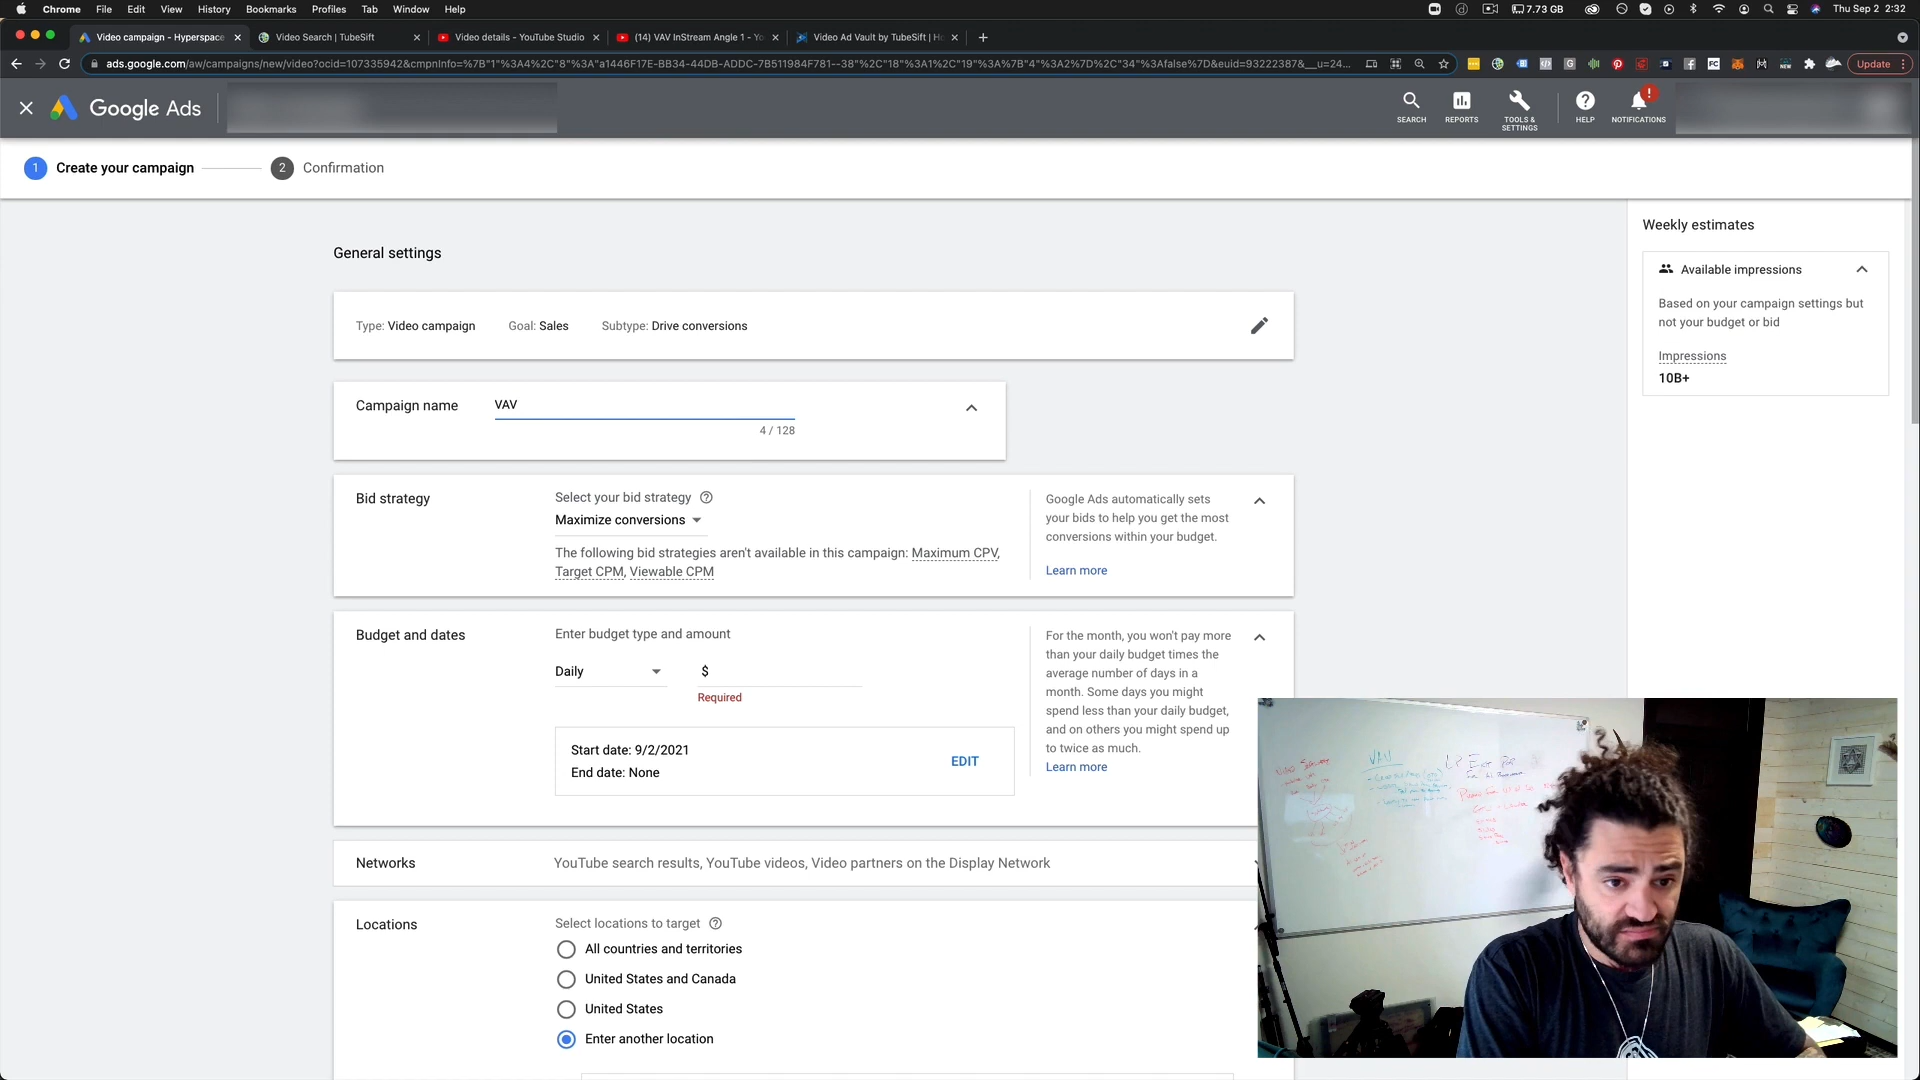 Chrome File Edit View History Bookmarks Profiles Tab Window Help
7.73 GB
Thu Sep 2 2:32
Video campaign - Hyperspace
Video Search | TubeSift
Video details - YouTube Studio
(14) VAV InStream Angle 1 - Yo
Video Ad Vault by TubeSift | H
ads.google.com/aw/campaigns/new/video?ocid=107335942&cmpnInfo=%7B"1"%3A4%2C"8"%3A"a1446F17E-BB34-44DB-ADDC-7B511984F781--38"%2C"18"%3A1%2C"19"%3A%7B"4"%3A2%7D%2C"34"%3Afalse%7D&euid=93222387&__u=24...
Update
Google Ads
SEARCH
REPORTS
TOOLS & SETTINGS
HELP
NOTIFICATIONS
1 Create your campaign
2 Confirmation
General settings
Type: Video campaign Goal: Sales Subtype: Drive conversions
Campaign name
VAV
4 / 128
Bid strategy
Select your bid strategy
Maximize conversions
The following bid strategies aren't available in this campaign: Maximum CPV,
Target CPM, Viewable CPM
Google Ads automatically sets
your bids to help you get the most
conversions within your budget.
Learn more
Budget and dates
Enter budget type and amount
Daily
$
Required
Start date: 9/2/2021
End date: None
EDIT
For the month, you won't pay more
than your daily budget times the
average number of days in a
month. Some days you might
spend less than your daily budget,
and on others you might spend up
to twice as much.
Learn more
Networks
YouTube search results, YouTube videos, Video partners on the Display Network
Locations
Select locations to target
All countries and territories
United States and Canada
United States
Enter another location
Weekly estimates
Available impressions
Based on your campaign settings but
not your budget or bid
Impressions
10B+
VAV